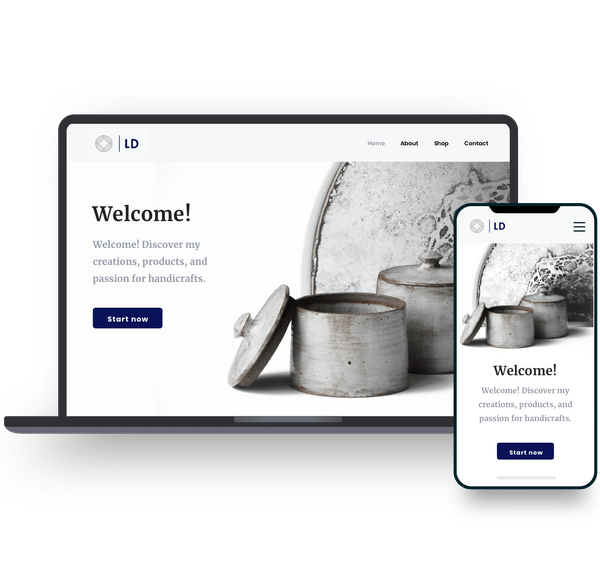 LD
Home About Shop Contact
Welcome!
Welcome! Discover my
creations, products, and
passion for handicrafts.
Start now
LD
Welcome!
Welcome! Discover my
creations, products, and
passion for handicrafts.
Start now